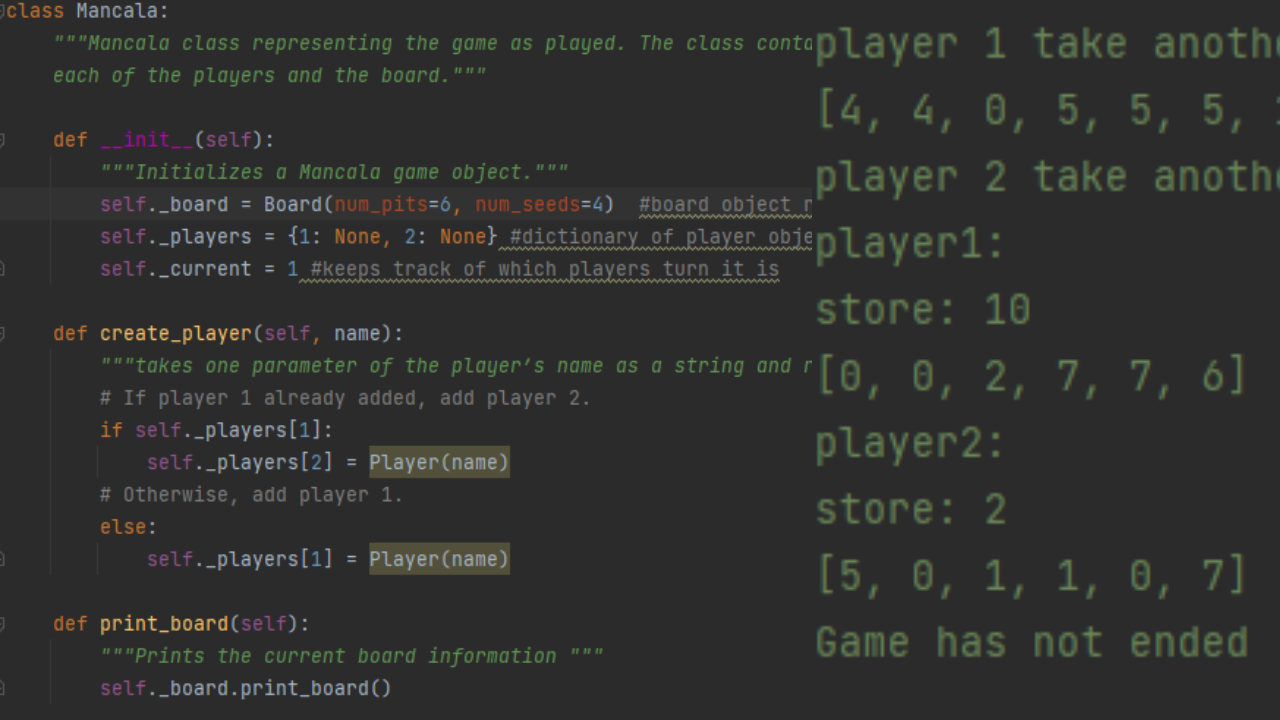 class Mancala:
"""Mancala class representing the game as played. The class
each of the players and the board."""
def __init__(self):
"""Initializes a Mancala game object."""
self._board = Board(num_pits=6, num_seeds=4)  #board object
self._players = {1: None, 2: None} #dictionary of player
self._current = 1 #keeps track of which players turn it is
def create_player(self, name):
"""takes one parameter of the player’s name as a string and
# If player 1 already added, add player 2.
if self._players[1]:
self._players[2] = Player(name)
# Otherwise, add player 1.
else:
self._players[1] = Player(name)
def print_board(self):
"""Prints the current board information """
self._board.print_board()
player 1 take
[4, 4, 0, 5, 5, 5,
player 2 take
player1:
store: 10
[0, 0, 2, 7, 7, 6]
player2:
store: 2
[5, 0, 1, 1, 0, 7]
Game has not ended